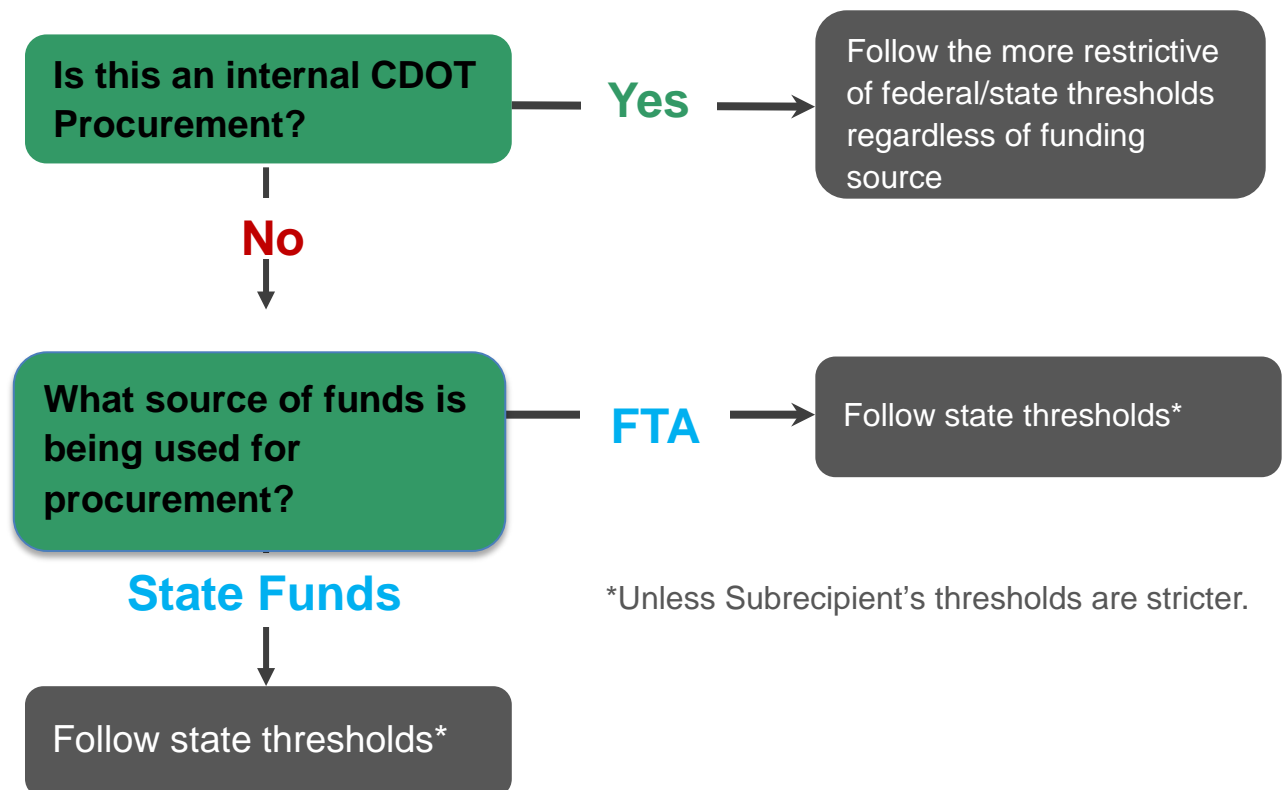 Is this an internal CDOT
Procurement?
Yes
Follow the more restrictive
of federal/state thresholds
regardless of funding
source
No
What source of funds is
being used for
procurement?
FTA
Follow state thresholds*
State Funds
*Unless Subrecipient's thresholds are stricter.
Follow state thresholds*